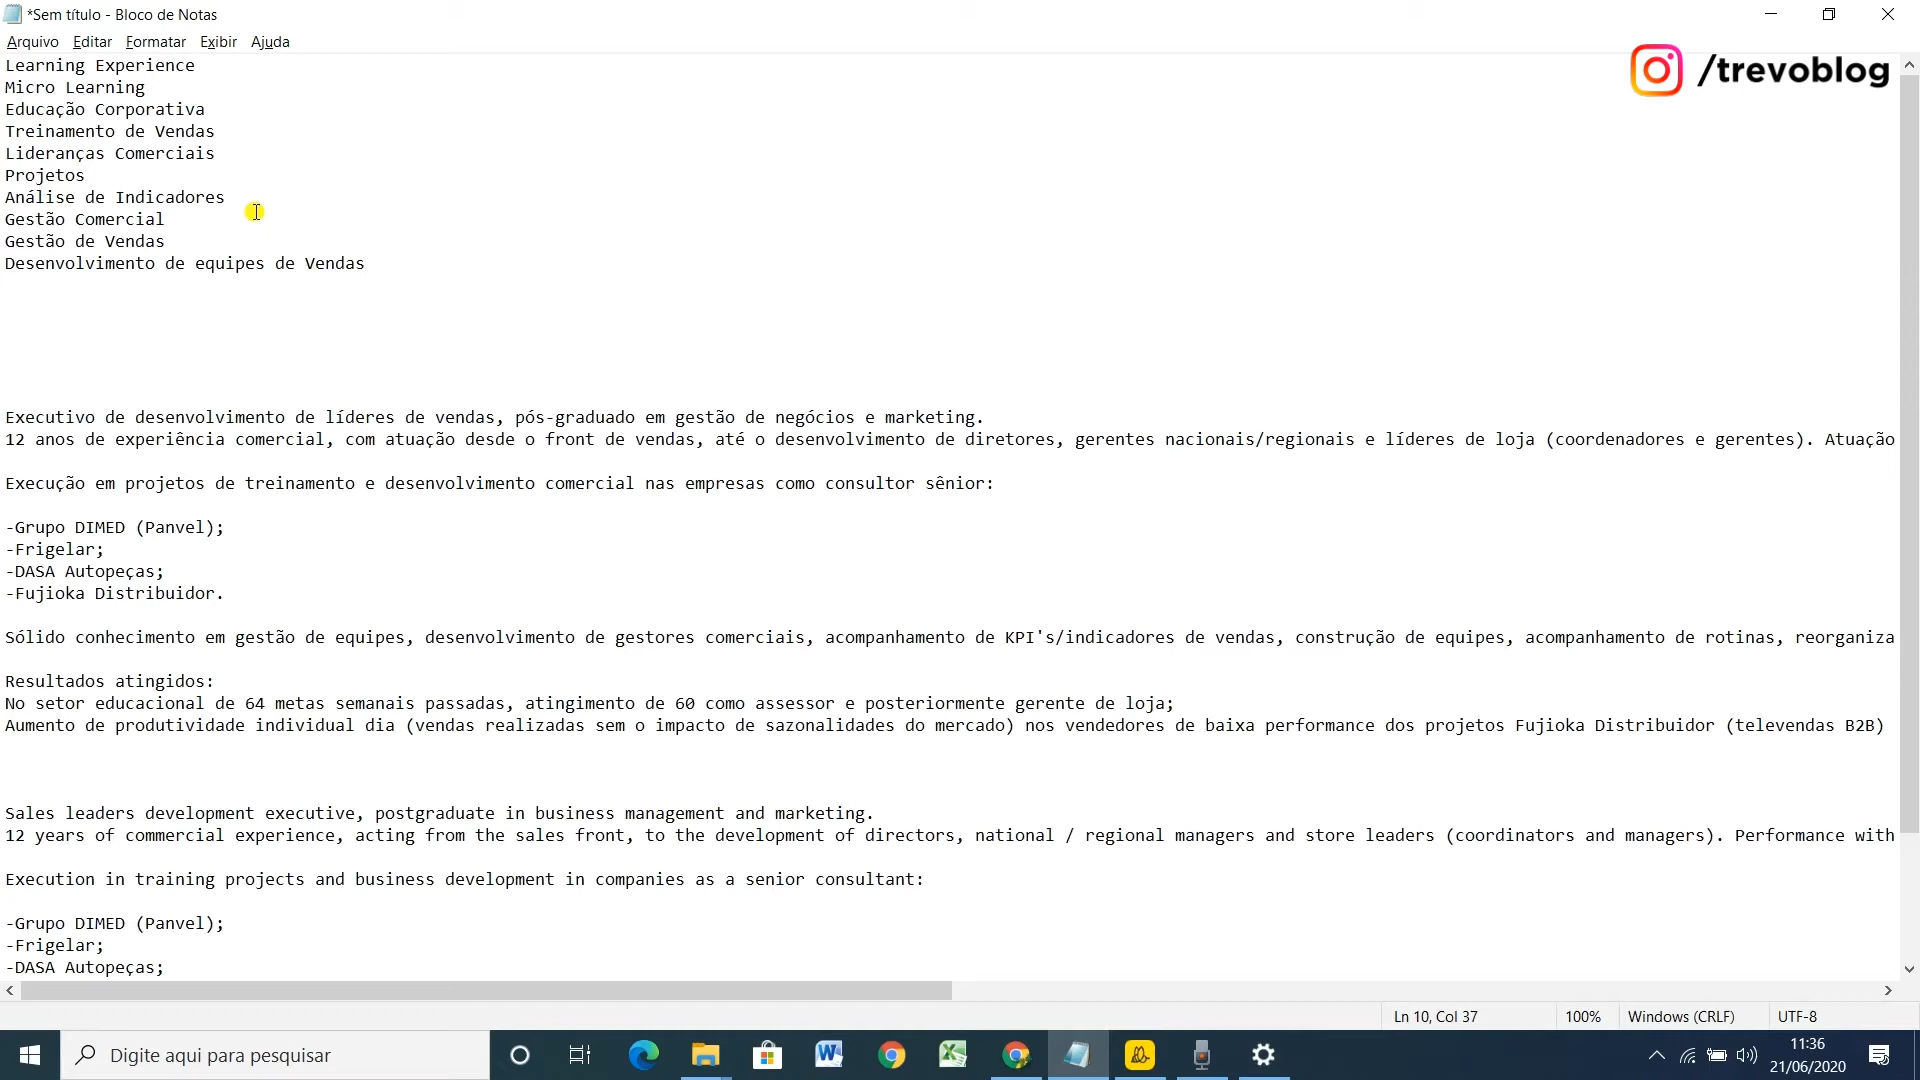 *Sem título - Bloco de Notas
Arquivo Editar Formatar Exibir Ajuda
/trevoblog
Learning Experience
Micro Learning
Educação Corporativa
Treinamento de Vendas
Lideranças Comerciais
Projetos
Análise de Indicadores
Gestão Comercial
Gestão de Vendas
Desenvolvimento de equipes de Vendas
Executivo de desenvolvimento de líderes de vendas, pós-graduado em gestão de negócios e marketing.
12 anos de experiência comercial, com atuação desde o front de vendas, até o desenvolvimento de diretores, gerentes nacionais/regionais e líderes de loja (coordenadores e gerentes). Atuação
Execução em projetos de treinamento e desenvolvimento comercial nas empresas como consultor sênior:
-Grupo DIMED (Panvel);
-Frigelar;
-DASA Autopeças;
-Fujioka Distribuidor.
Sólido conhecimento em gestão de equipes, desenvolvimento de gestores comerciais, acompanhamento de KPI's/indicadores de vendas, construção de equipes, acompanhamento de rotinas, reorganiza
Resultados atingidos:
No setor educacional de 64 metas semanais passadas, atingimento de 60 como assessor e posteriormente gerente de loja;
Aumento de produtividade individual dia (vendas realizadas sem o impacto de sazonalidades do mercado) nos vendedores de baixa performance dos projetos Fujioka Distribuidor (televendas B2B)
Sales leaders development executive, postgraduate in business management and marketing.
12 years of commercial experience, acting from the sales front, to the development of directors, national / regional managers and store leaders (coordinators and managers). Performance with
Execution in training projects and business development in companies as a senior consultant:
-Grupo DIMED (Panvel);
-Frigelar;
-DASA Autopeças;
Ln 10, Col 37 100% Windows (CRLF) UTF-8
Digite aqui para pesquisar
11:36
21/06/2020